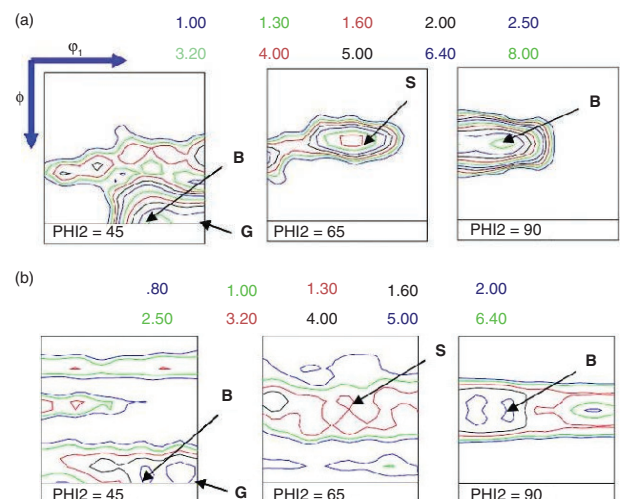 (a)
1.00 1.30 1.60 2.00 2.50
3.20 4.00 5.00 6.40 8.00
φ1
ϕ
B
S
B
G
PHI2 = 45
PHI2 = 65
PHI2 = 90
(b)
.80 1.00 1.30 1.60 2.00
2.50 3.20 4.00 5.00 6.40
B
S
B
G
PHI2 = 45
PHI2 = 65
PHI2 = 90